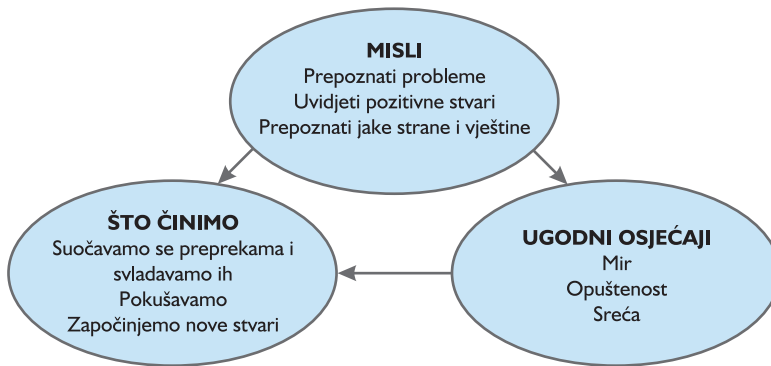 MISLI
Prepoznati probleme
Uvidjeti pozitivne stvari
Prepoznati jake strane i vještine
ŠTO ČINIMO
Suočavamo se preprekama i
svladavamo ih
Pokušavamo
Započinjemo nove stvari
UGODNI OSJEĆAJI
Mir
Opuštenost
Sreća